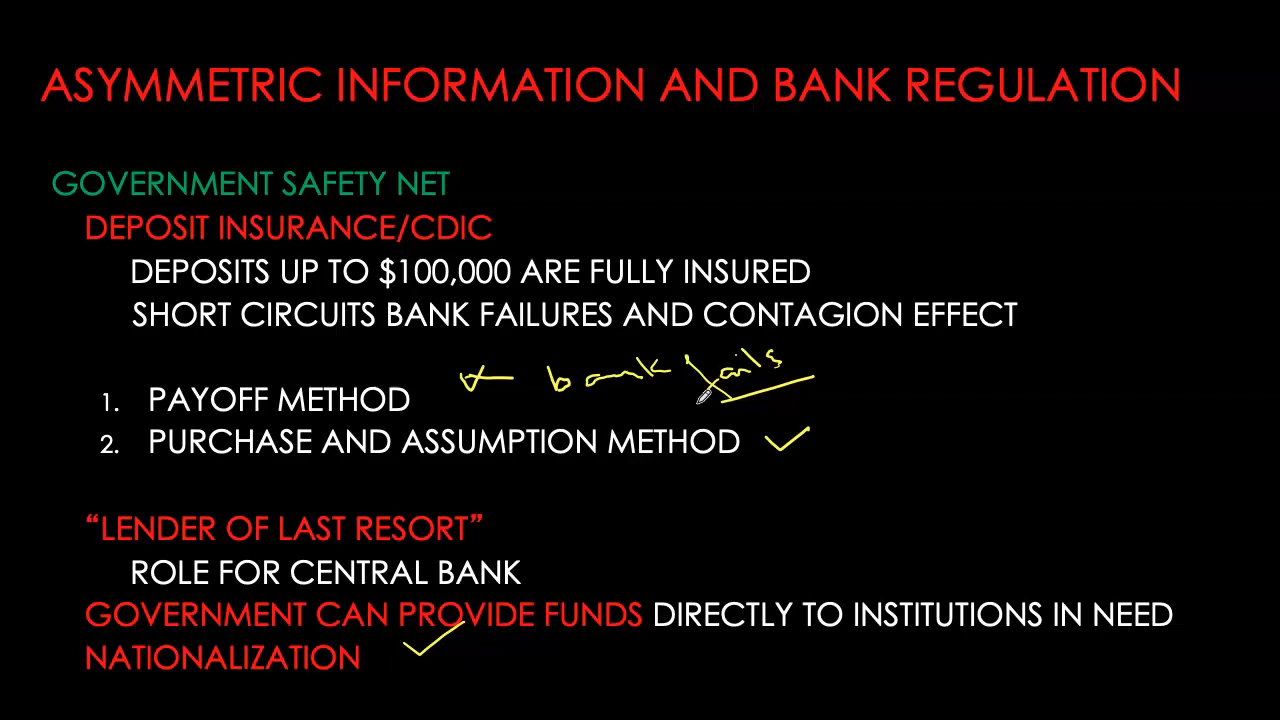 ASYMMETRIC INFORMATION AND BANK REGULATION
GOVERNMENT SAFETY NET
DEPOSIT INSURANCE/CDIC
DEPOSITS UP TO $100,000 ARE FULLY INSURED
SHORT CIRCUITS BANK FAILURES AND CONTAGION EFFECT
bank fails
1. PAYOFF METHOD
2. PURCHASE AND ASSUMPTION METHOD
“LENDER OF LAST RESORT”
ROLE FOR CENTRAL BANK
GOVERNMENT CAN PROVIDE FUNDS DIRECTLY TO INSTITUTIONS IN NEED
NATIONALIZATION